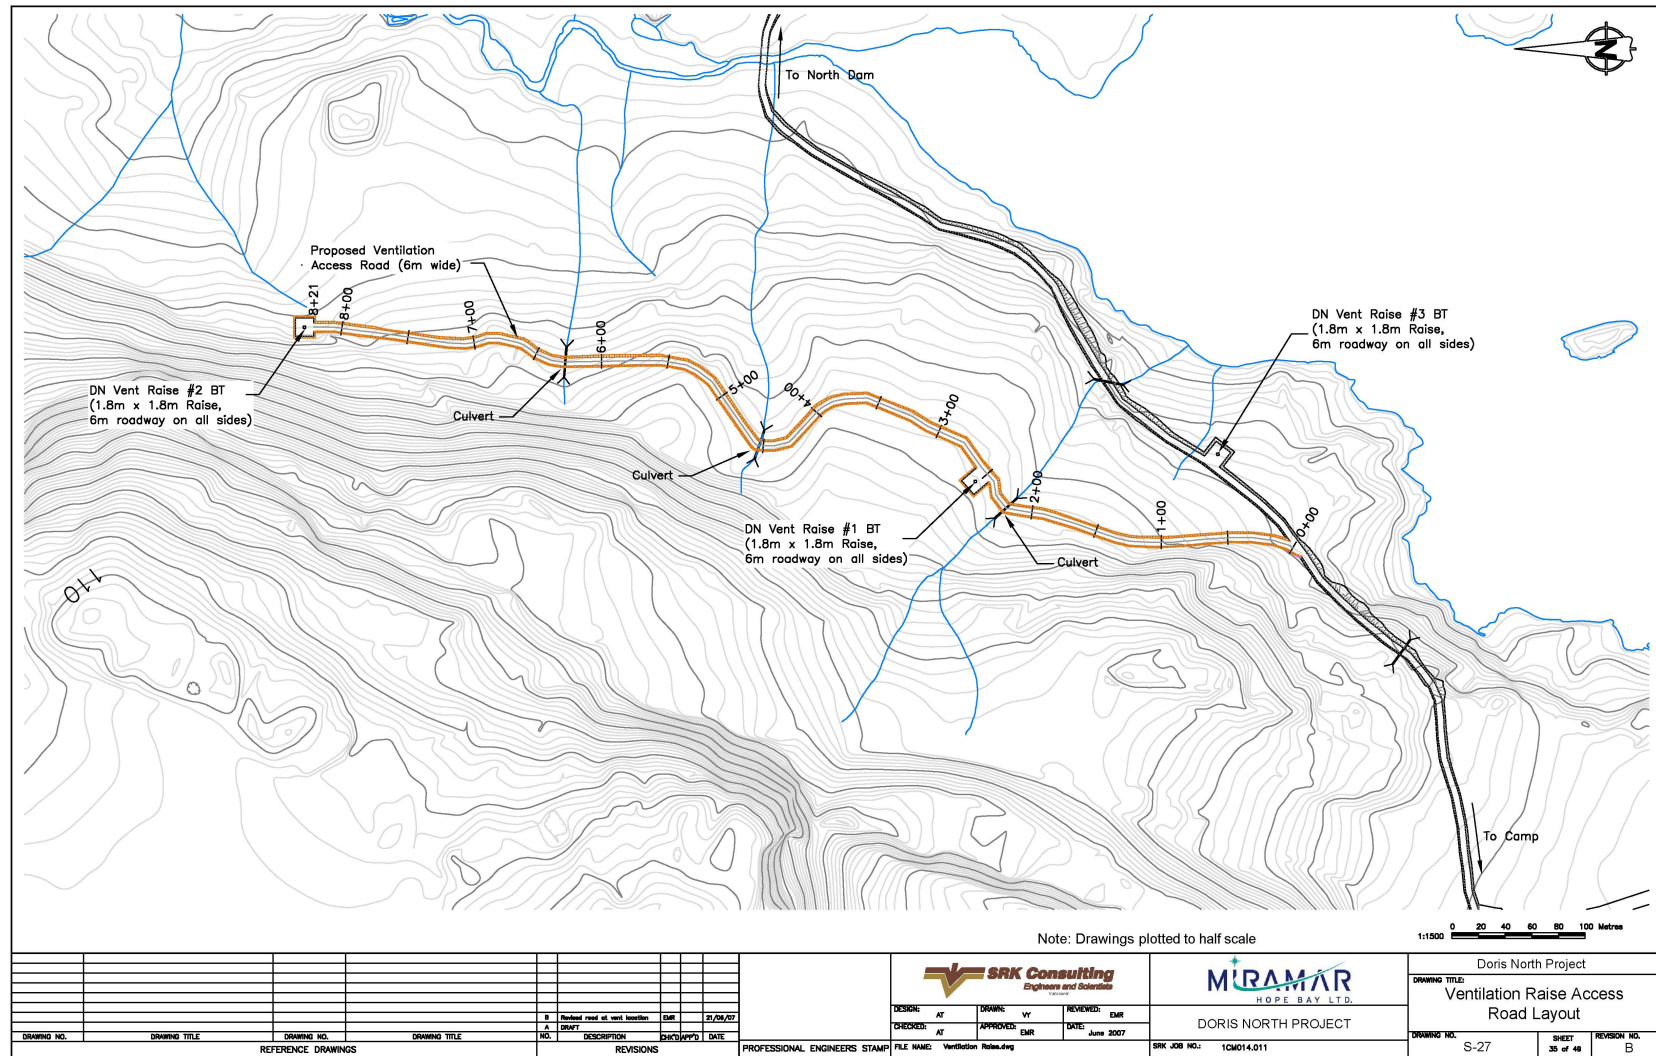 N
To North Dam
Proposed Ventilation
Access Road (6m wide)
8+21
8+00
7+00
6+00
5+00
4+00
3+00
2+00
1+00
0+00
DN Vent Raise #3 BT
(1.8m x 1.8m Raise,
6m roadway on all sides)
DN Vent Raise #2 BT
(1.8m x 1.8m Raise,
6m roadway on all sides)
Culvert
Culvert
DN Vent Raise #1 BT
(1.8m x 1.8m Raise,
6m roadway on all sides)
Culvert
110
To Camp
Note: Drawings plotted to half scale
1:1500
0 20 40 60 80 100 Metres
B Revised road at vent location EMR 21/06/07
A DRAFT
DRAWING NO. DRAWING TITLE DRAWING NO. DRAWING TITLE NO. DESCRIPTION CHK'D APP'D DATE
REFERENCE DRAWINGS REVISIONS
PROFESSIONAL ENGINEERS STAMP
SRK Consulting
Engineers and Scientists
Vancouver
DESIGN: AT DRAWN: VY REVIEWED: EMR
CHECKED: AT APPROVED: EMR DATE: June 2007
FILE NAME: Ventilation Raise.dwg
MIRAMAR
HOPE BAY LTD.
DORIS NORTH PROJECT
SRK JOB NO.: 1CM014.011
Doris North Project
DRAWING TITLE:
Ventilation Raise Access
Road Layout
DRAWING NO. S-27
SHEET 35 of 49
REVISION NO. B